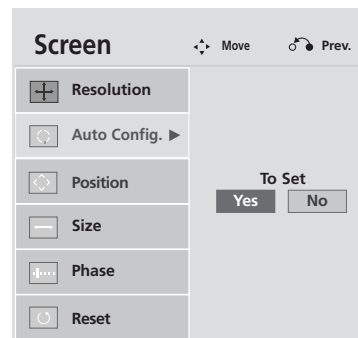 Screen Move Prev.
Resolution
Auto Config. ►
Position
To Set
Yes No
Size
Phase
Reset